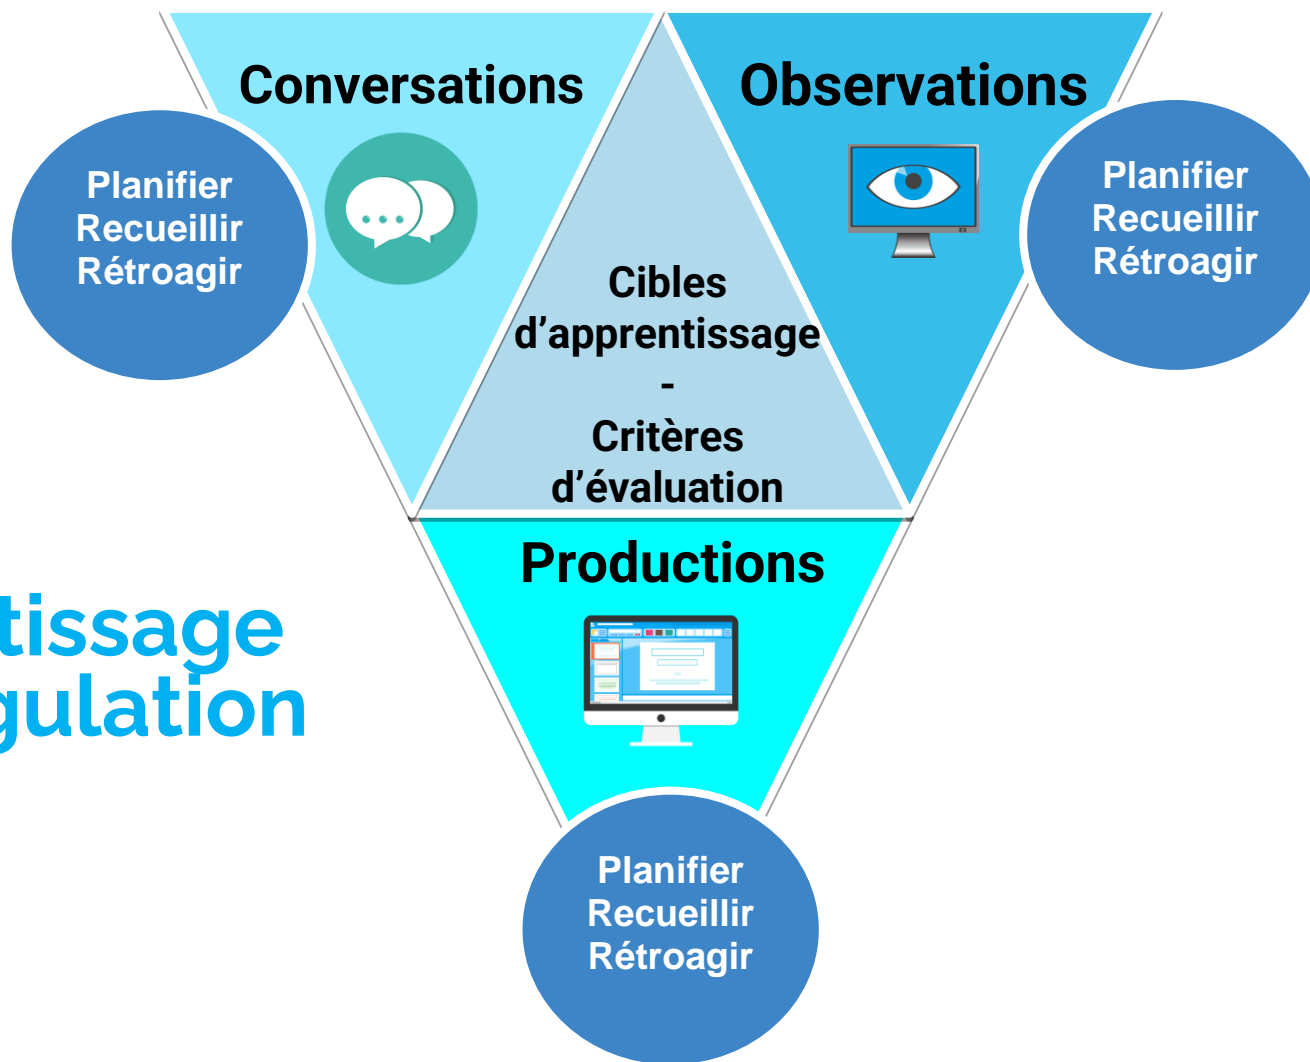 Conversations
Observations
Planifier
Recueillir
Rétroagir
Planifier
Recueillir
Rétroagir
Cibles
d’apprentissage
-
Critères
d’évaluation
Productions
tissage
gulation
Planifier
Recueillir
Rétroagir